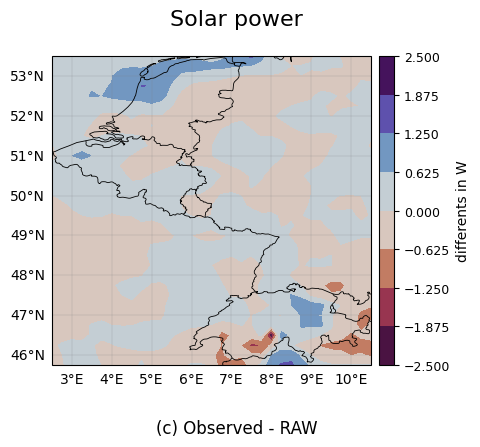 Solar power
53°N
52°N
51°N
50°N
49°N
48°N
47°N
46°N
3°E 4°E 5°E 6°E 7°E 8°E 9°E 10°E
2.500
1.875
1.250
0.625
0.000
−0.625
−1.250
−1.875
−2.500
differents in W
(c) Observed - RAW